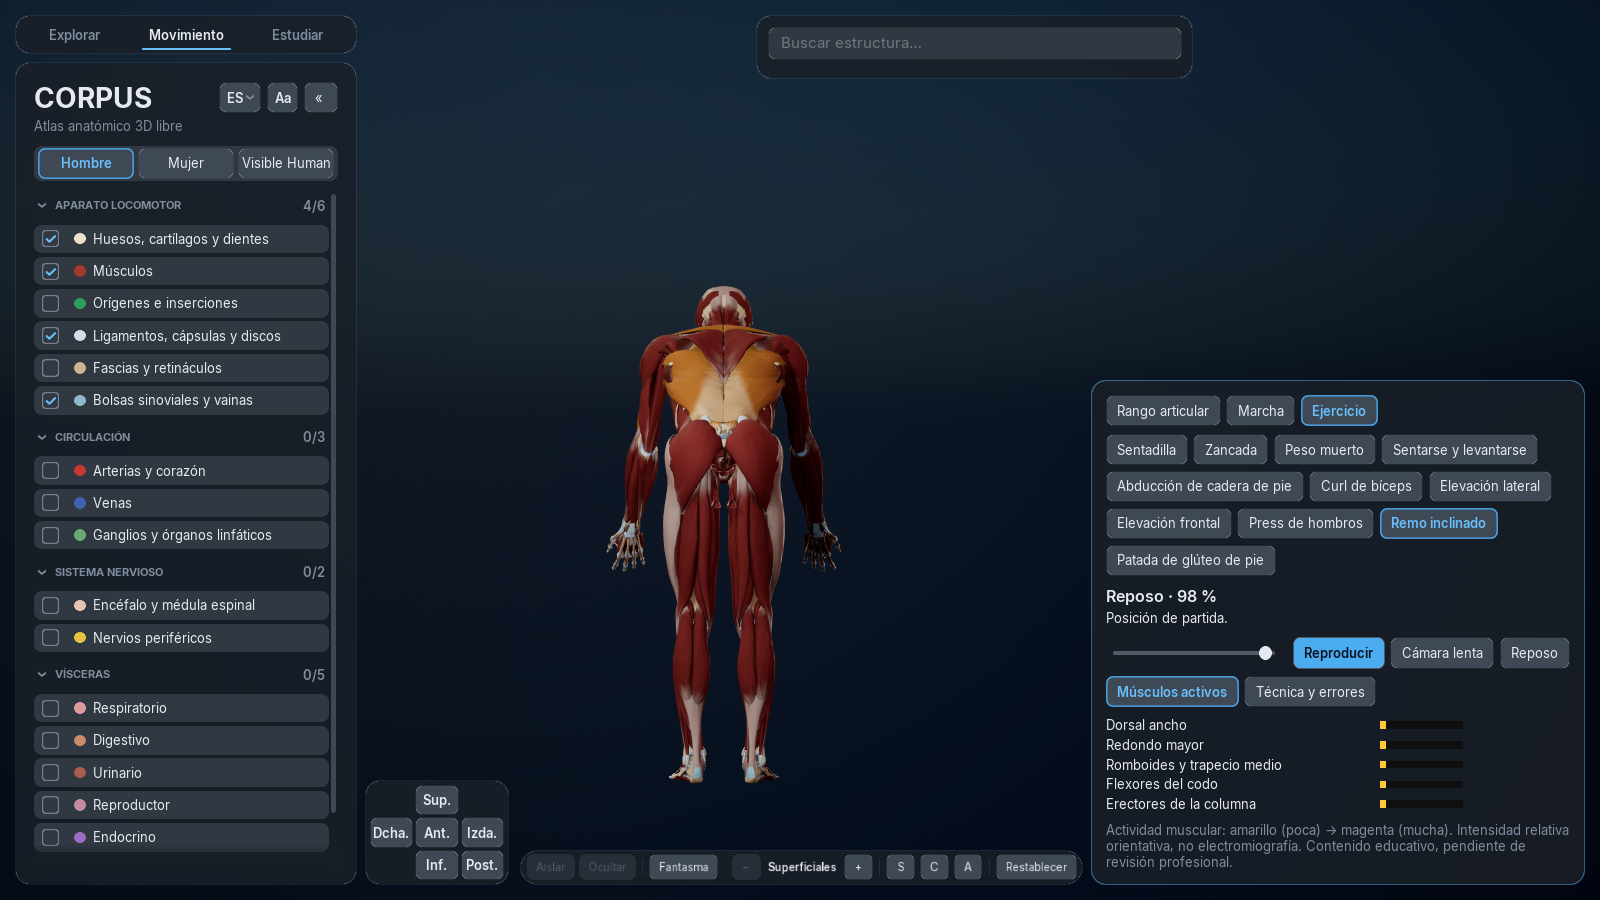 Explorar Movimiento Estudiar
Buscar estructura...
CORPUS ES Aa «
Atlas anatómico 3D libre
Hombre Mujer Visible Human
APARATO LOCOMOTOR 4/6
Huesos, cartílagos y dientes
Músculos
Orígenes e inserciones
Ligamentos, cápsulas y discos
Fascias y retináculos
Bolsas sinoviales y vainas
CIRCULACIÓN 0/3
Arterias y corazón
Venas
Ganglios y órganos linfáticos
SISTEMA NERVIOSO 0/2
Encéfalo y médula espinal
Nervios periféricos
VÍSCERAS 0/5
Respiratorio
Digestivo
Urinario
Reproductor
Endocrino
Sup.
Dcha. Ant. Izda.
Inf. Post.
Aislar Ocultar Fantasma − Superficiales + S C A Restablecer
Rango articular Marcha Ejercicio
Sentadilla Zancada Peso muerto Sentarse y levantarse
Abducción de cadera de pie Curl de bíceps Elevación lateral
Elevación frontal Press de hombros Remo inclinado
Patada de glúteo de pie
Reposo · 98 %
Posición de partida.
Reproducir Cámara lenta Reposo
Músculos activos Técnica y errores
Dorsal ancho
Redondo mayor
Romboides y trapecio medio
Flexores del codo
Erectores de la columna
Actividad muscular: amarillo (poca) → magenta (mucha). Intensidad relativa
orientativa, no electromiografía. Contenido educativo, pendiente de
revisión profesional.